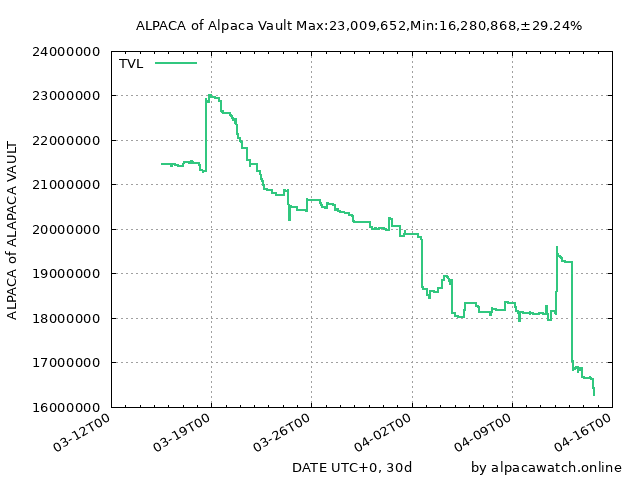 ALPACA of Alpaca Vault Max:23,009,652,Min:16,280,868,±29.24%
24000000
TVL
23000000
22000000
21000000
20000000
19000000
18000000
17000000
16000000
ALPACA of ALAPACA VAULT
03-12T00
03-19T00
03-26T00
04-02T00
04-09T00
04-16T00
DATE UTC+0, 30d
by alpacawatch.online